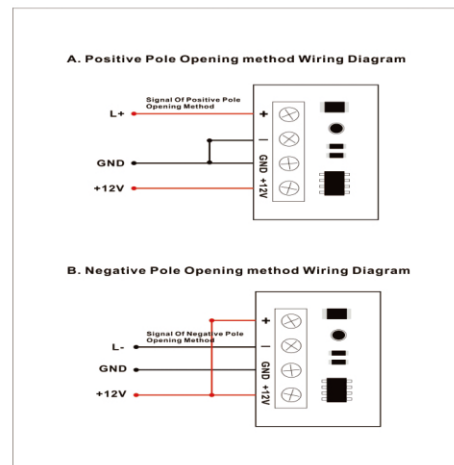 A. Positive Pole Opening method Wiring Diagram
Signal Of Positive Pole
Opening Method
L+
GND
+12V
+
—
GND
+12V
B. Negative Pole Opening method Wiring Diagram
Signal Of Negative Pole
Opening Method
L-
GND
+12V
+
—
GND
+12V